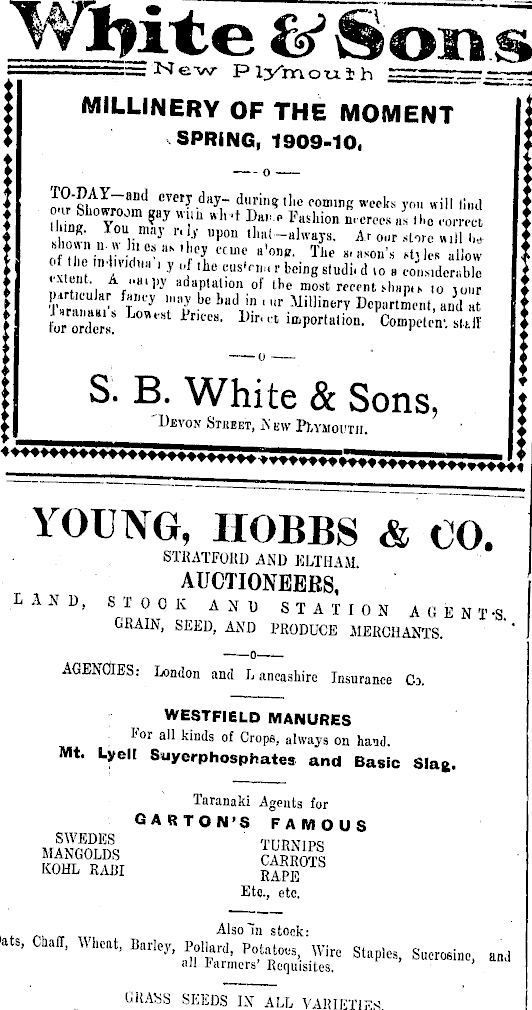 White & Sons
New Plymouth
MILLINERY OF THE MOMENT
SPRING, 1909-10.
—o—
TO-DAY—and every day—during the coming weeks you will find
our Showroom gay with what Dame Fashion decrees as the correct
thing. You may rely upon that—always. At our store will be
shown new lines as they come along. The season's styles allow
of the individuality of the customer being studied to a considerable
extent. A happy adaptation of the most recent shapes to your
particular fancy may be had in our Millinery Department, and at
Taranaki's Lowest Prices. Direct importation. Competent staff
for orders.
—o—
S. B. White & Sons,
DEVON STREET, NEW PLYMOUTH.
YOUNG, HOBBS & CO.
STRATFORD AND ELTHAM.
AUCTIONEERS,
LAND, STOCK AND STATION AGENTS.
GRAIN, SEED, AND PRODUCE MERCHANTS.
—o—
AGENCIES: London and Lancashire Insurance Co.
WESTFIELD MANURES
For all kinds of Crops, always on hand.
Mt. Lyell Suyerphosphates and Basic Slag.
Taranaki Agents for
GARTON'S FAMOUS
SWEDES TURNIPS
MANGOLDS CARROTS
KOHL RABI RAPE
Etc., etc.
Also in stock:
Oats, Chaff, Wheat, Barley, Pollard, Potatoes, Wire Staples, Sucrosine, and
all Farmers' Requisites.
GRASS SEEDS IN ALL VARIETIES.